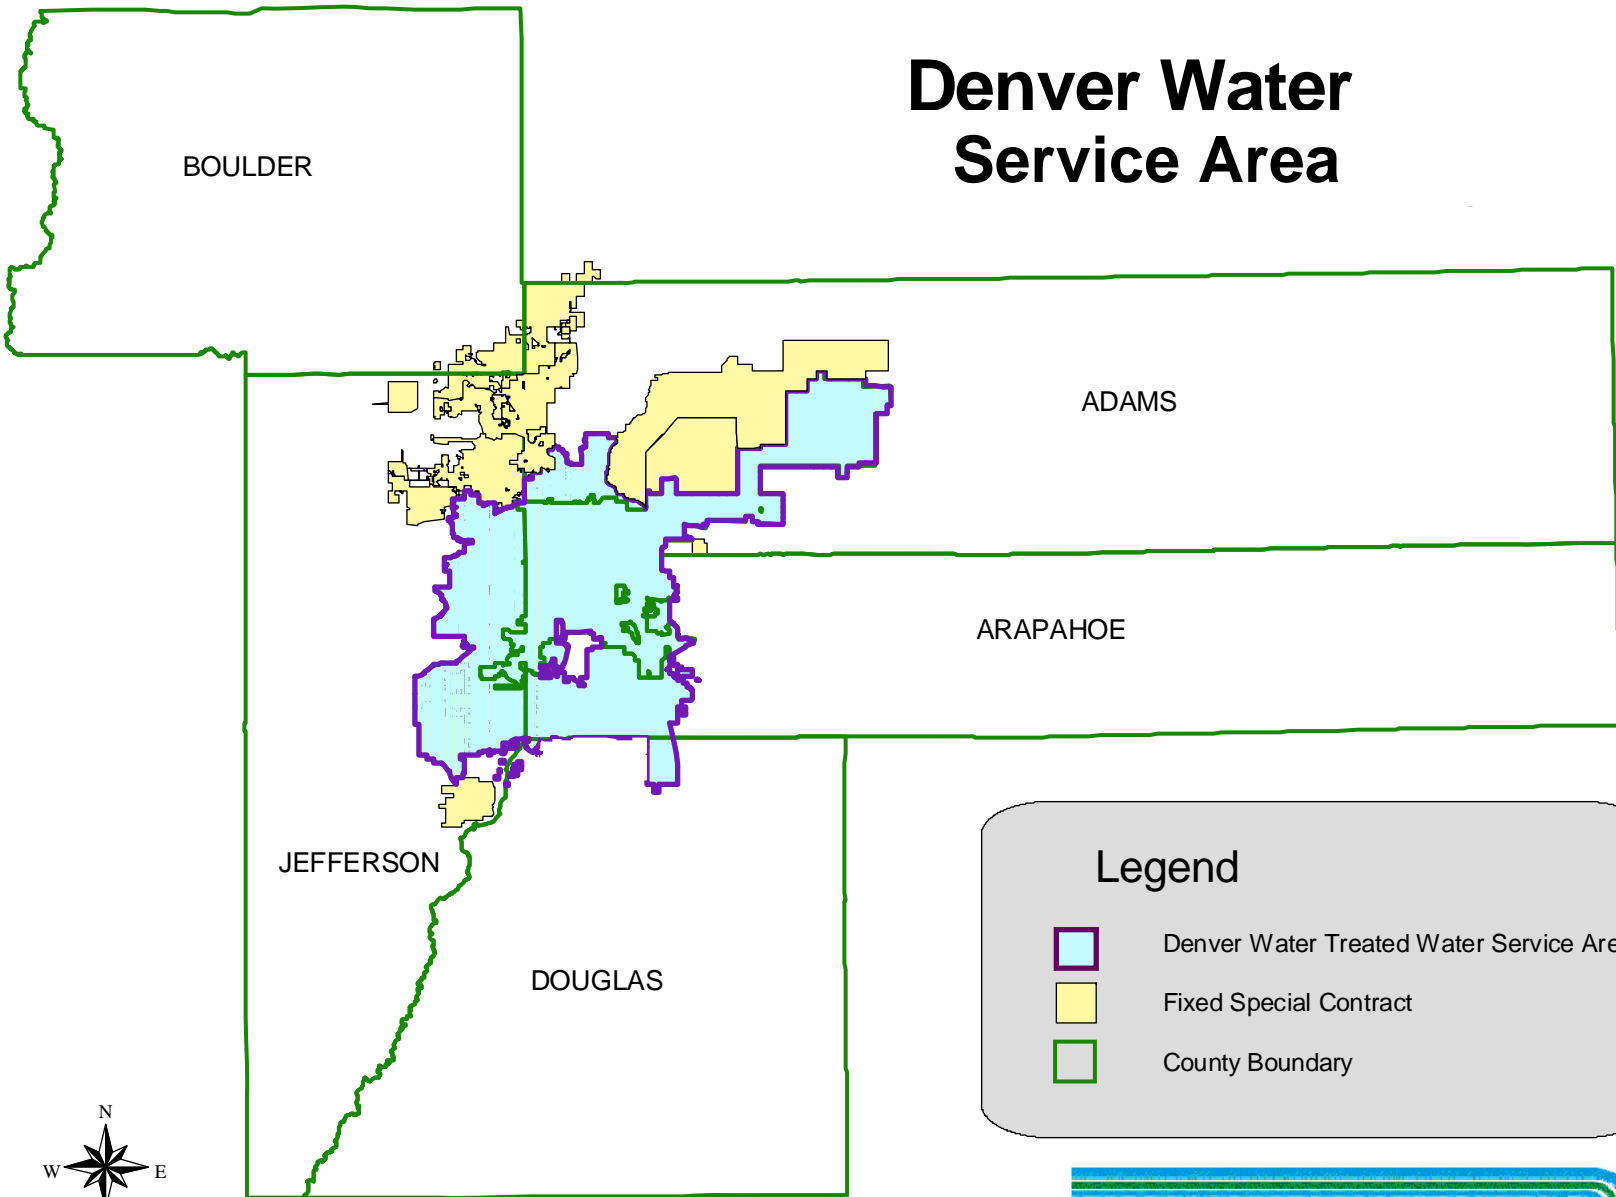 Denver Water
Service Area
BOULDER
ADAMS
ARAPAHOE
JEFFERSON
DOUGLAS
Legend
Denver Water Treated Water Service Are
Fixed Special Contract
County Boundary
N
W E